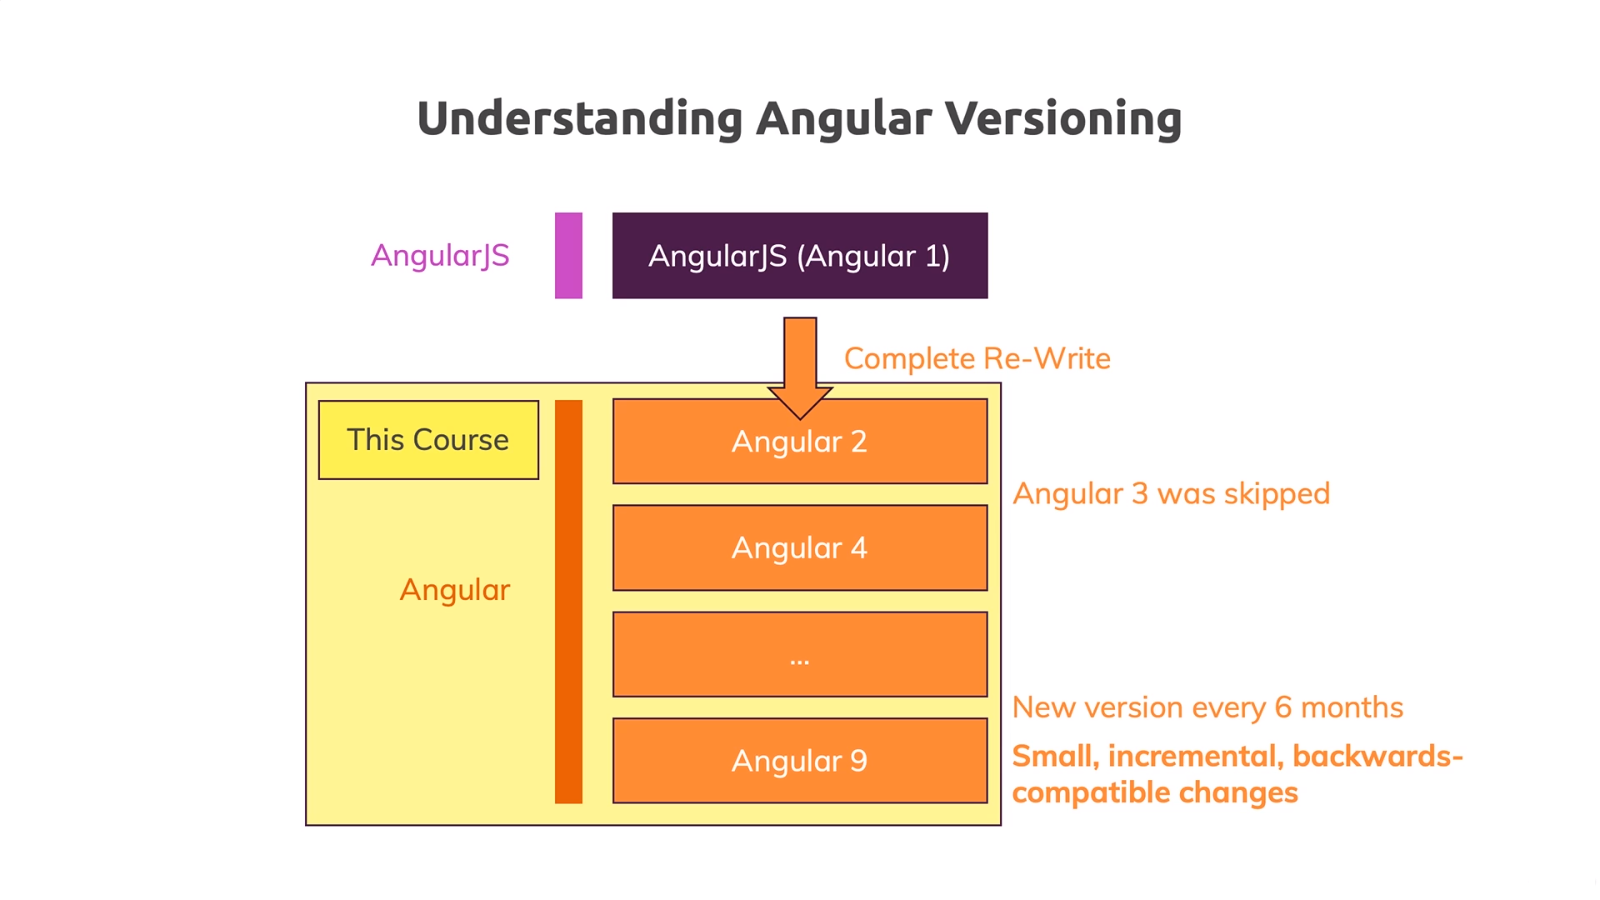 Understanding Angular Versioning
AngularJS
AngularJS (Angular 1)
Complete Re-Write
This Course
Angular 2
Angular 3 was skipped
Angular 4
Angular
...
New version every 6 months
Angular 9
Small, incremental, backwards-
compatible changes